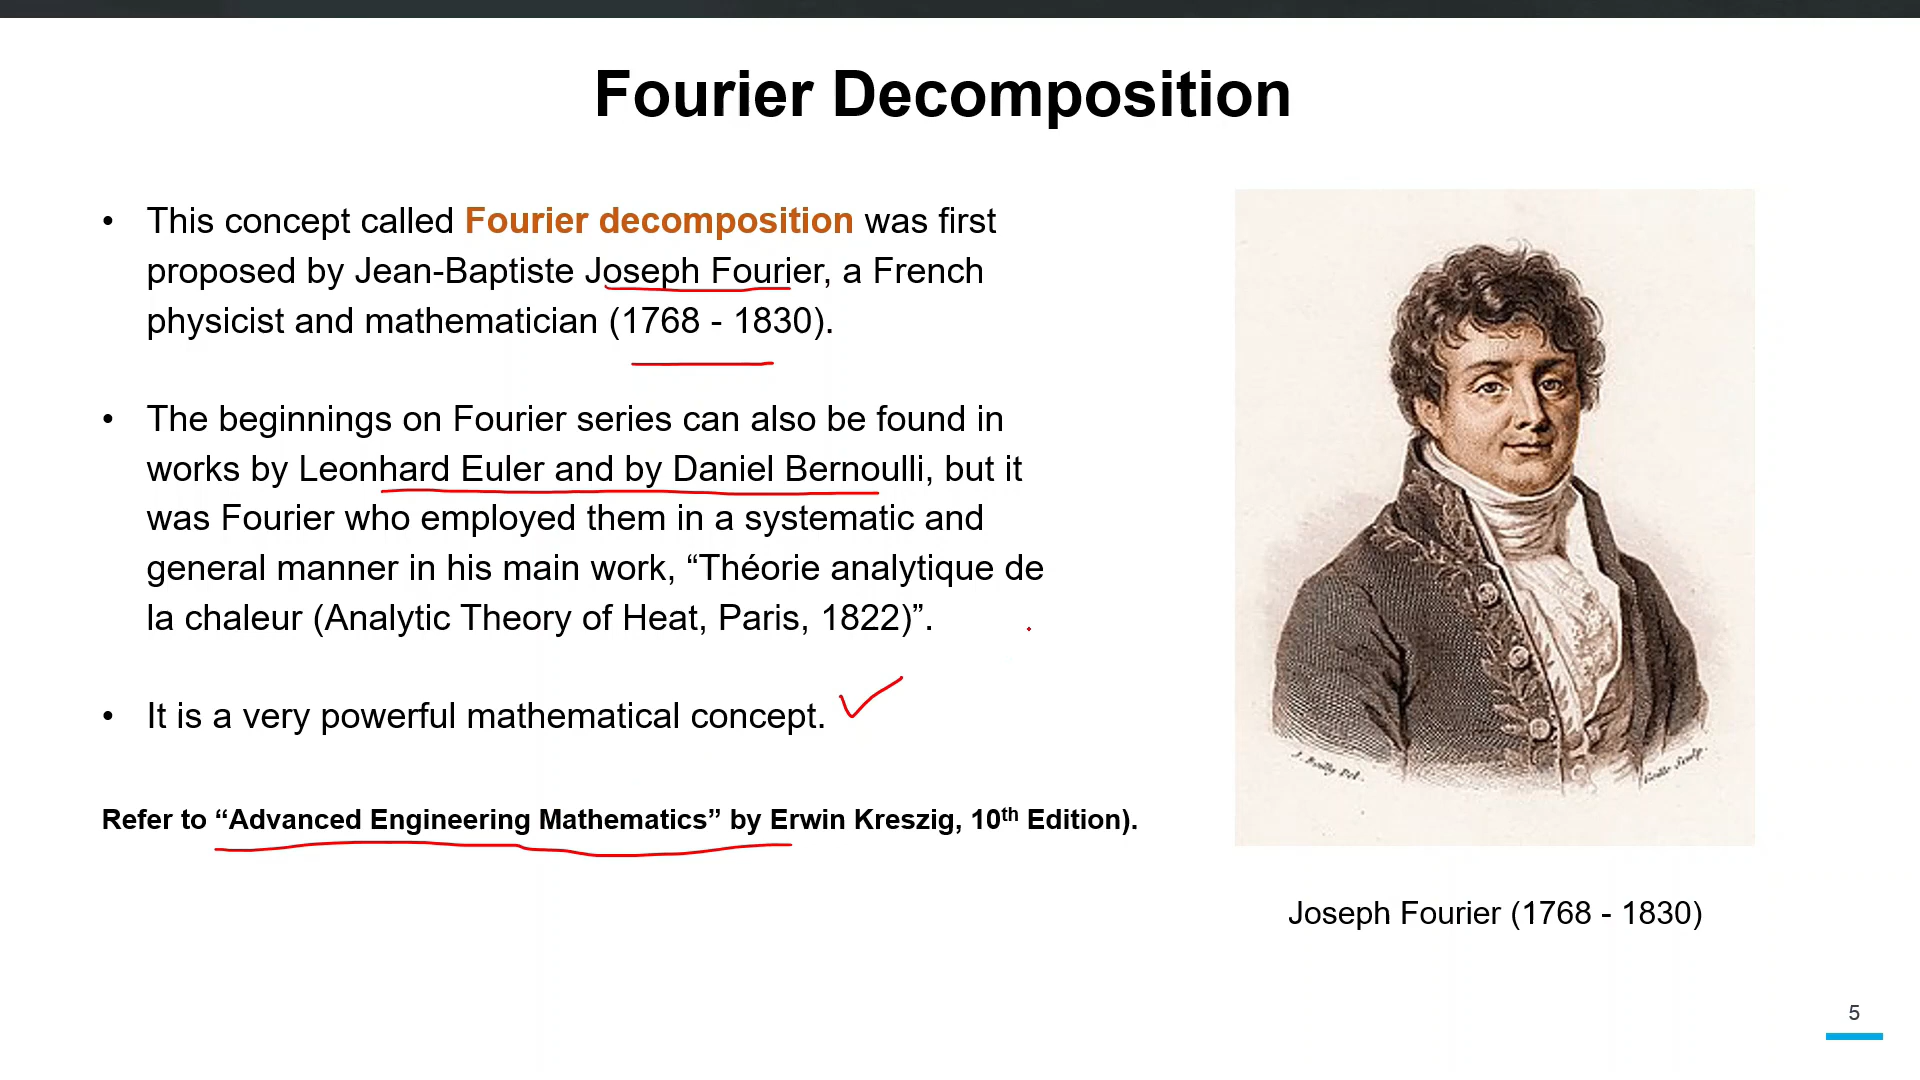 Fourier Decomposition
• This concept called Fourier decomposition was first
proposed by Jean-Baptiste Joseph Fourier, a French
physicist and mathematician (1768 - 1830).
• The beginnings on Fourier series can also be found in
works by Leonhard Euler and by Daniel Bernoulli, but it
was Fourier who employed them in a systematic and
general manner in his main work, “Théorie analytique de
la chaleur (Analytic Theory of Heat, Paris, 1822)”.
• It is a very powerful mathematical concept.
Refer to “Advanced Engineering Mathematics” by Erwin Kreszig, 10th Edition).
Joseph Fourier (1768 - 1830)
5